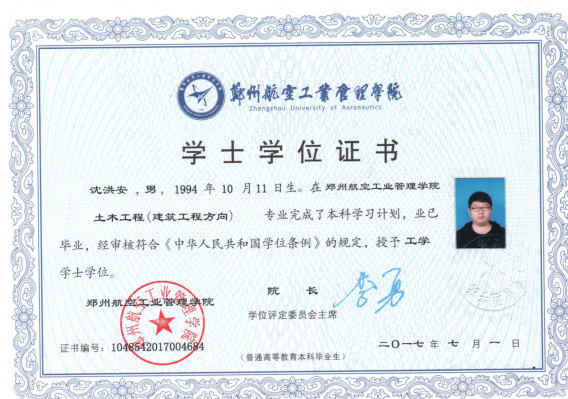 郑州航空工业管理学院
Zhengzhou University of Aeronautics
学士学位证书
沈洪安，男，1994 年 10 月 11 日生。在 郑州航空工业管理学院
土木工程(建筑工程方向) 专业完成了本科学习计划，业已
毕业，经审核符合《中华人民共和国学位条例》的规定，授予 工学
学士学位。
郑州航空工业管理学院
院 长 李勇
学位评定委员会主席
证书编号：1048542017004684
二〇一七 年 七 月 一 日
(普通高等教育本科毕业生)